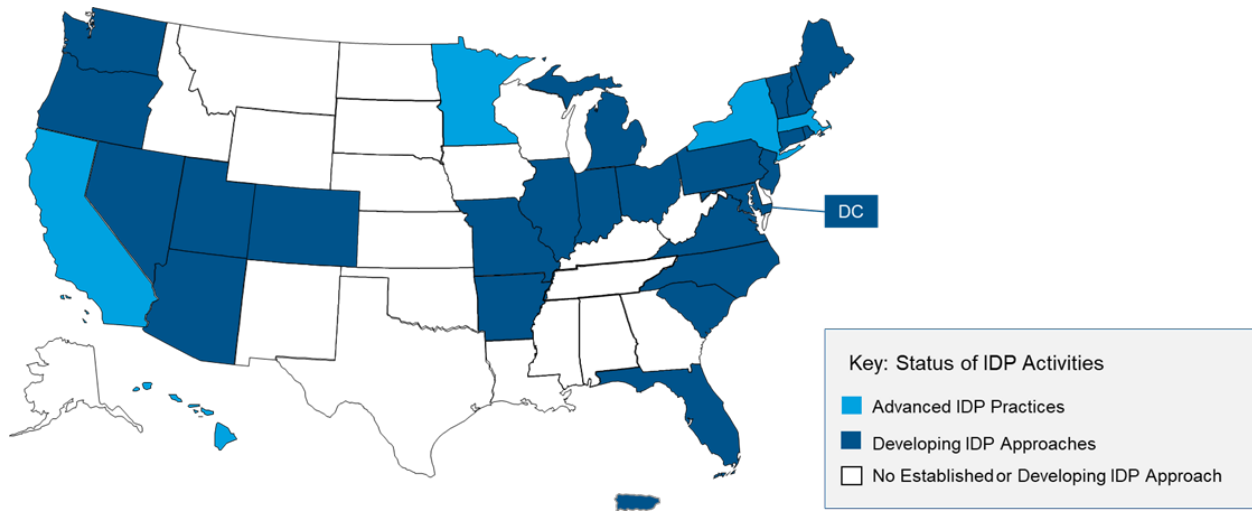 DC
Key: Status of IDP Activities
Advanced IDP Practices
Developing IDP Approaches
No Established or Developing IDP Approach